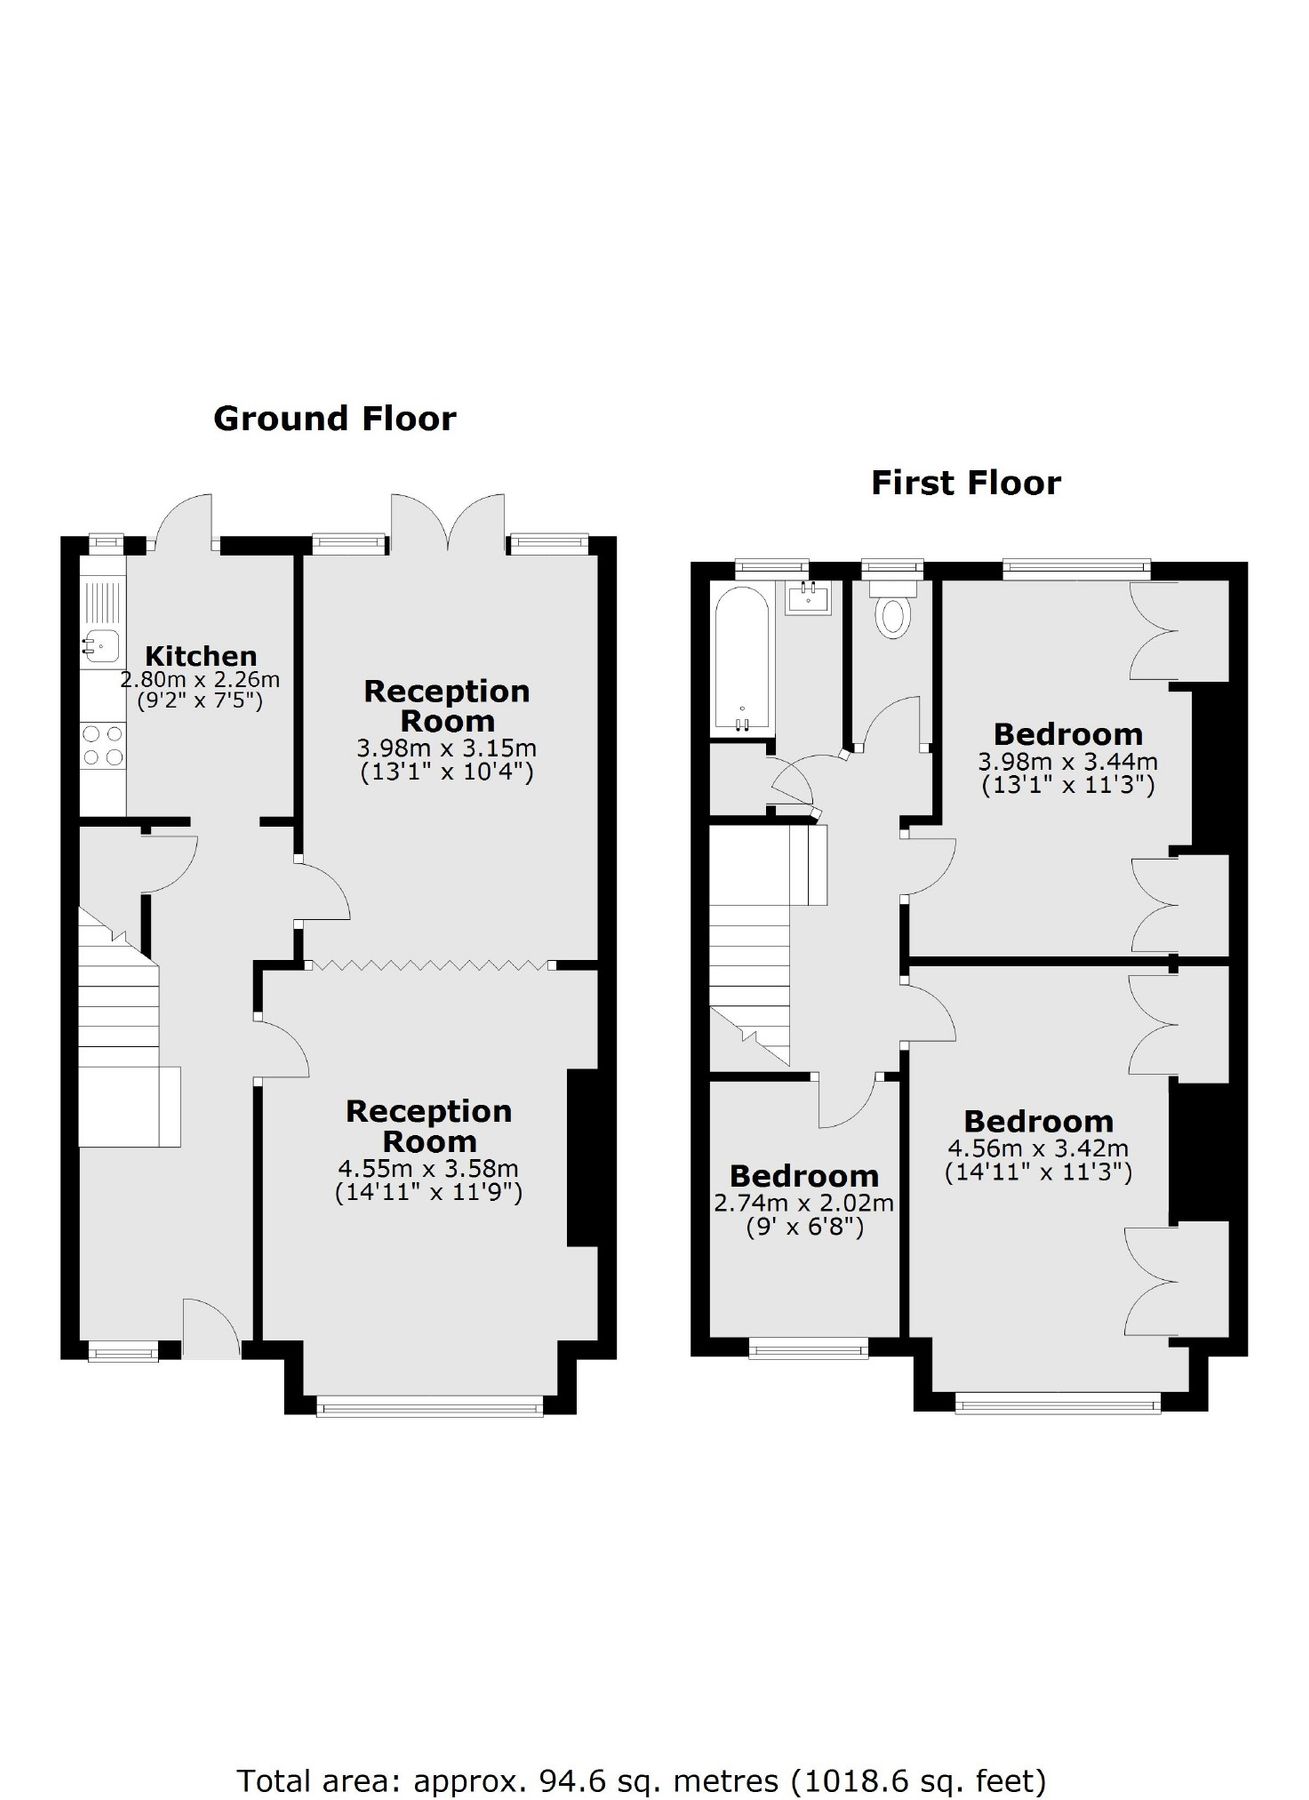 Ground Floor
Kitchen
2.80m x 2.26m
(9'2" x 7'5")
Reception
Room
3.98m x 3.15m
(13'1" x 10'4")
Reception
Room
4.55m x 3.58m
(14'11" x 11'9")
First Floor
Bedroom
3.98m x 3.44m
(13'1" x 11'3")
Bedroom
4.56m x 3.42m
(14'11" x 11'3")
Bedroom
2.74m x 2.02m
(9' x 6'8")
Total area: approx. 94.6 sq. metres (1018.6 sq. feet)